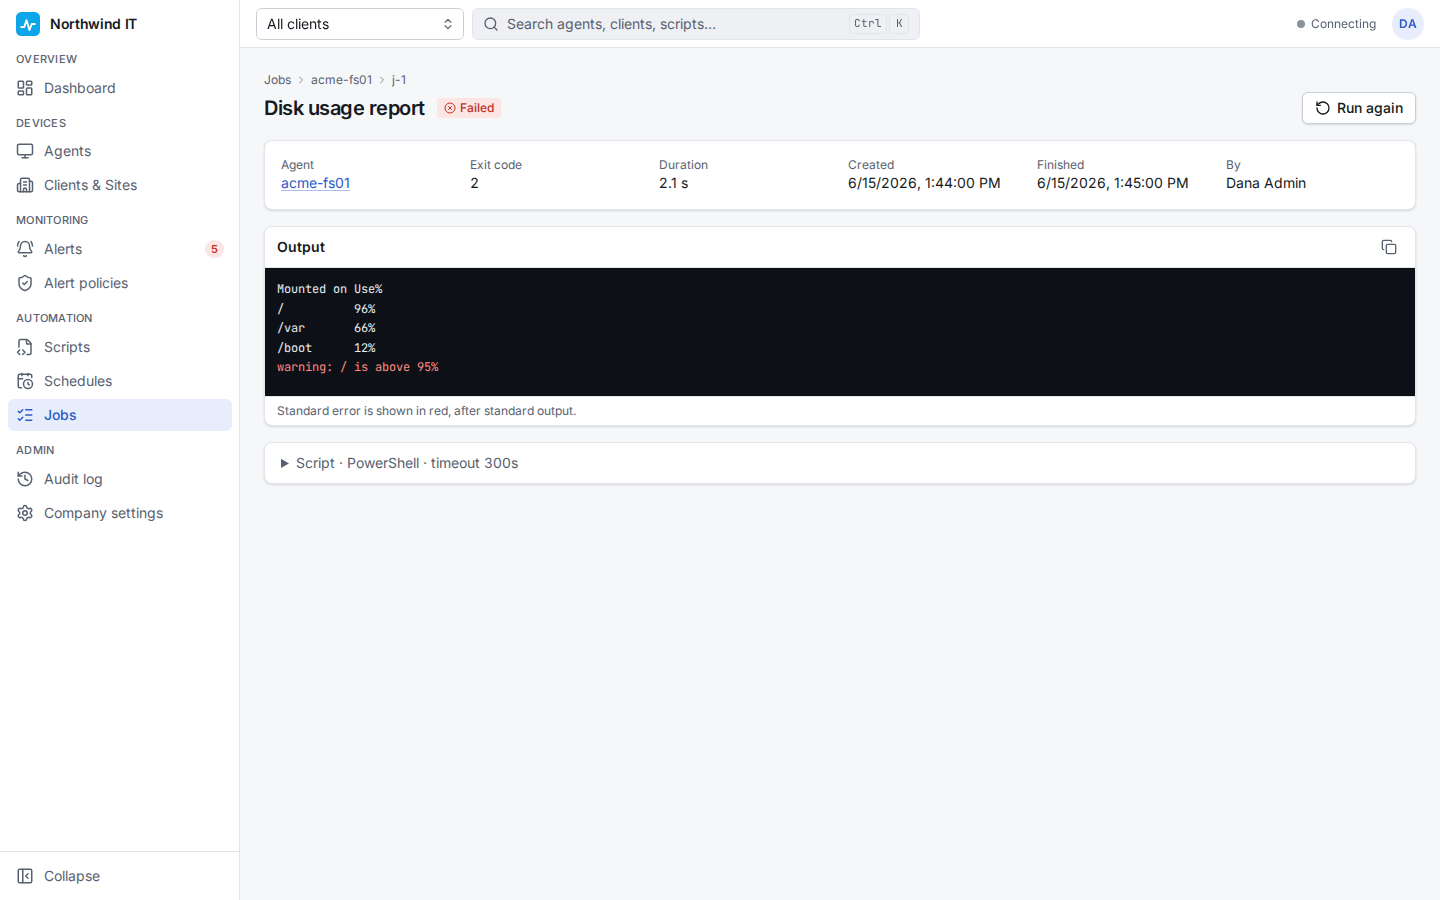 Northwind IT
All clients
Search agents, clients, scripts...
Ctrl K
Connecting
DA
OVERVIEW
Dashboard
DEVICES
Agents
Clients & Sites
MONITORING
Alerts
5
Alert policies
AUTOMATION
Scripts
Schedules
Jobs
ADMIN
Audit log
Company settings
Collapse
Jobs > acme-fs01 > j-1
Disk usage report
Failed
Run again
Agent
acme-fs01
Exit code
2
Duration
2.1 s
Created
6/15/2026, 1:44:00 PM
Finished
6/15/2026, 1:45:00 PM
By
Dana Admin
Output
Mounted on Use%
/ 96%
/var 66%
/boot 12%
warning: / is above 95%
Standard error is shown in red, after standard output.
Script · PowerShell · timeout 300s